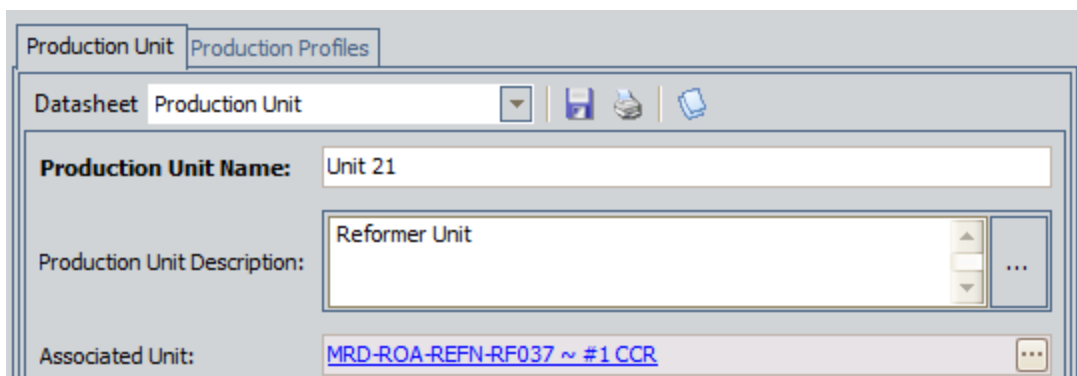 Production Unit Production Profiles
Datasheet Production Unit
Production Unit Name: Unit 21
Production Unit Description: Reformer Unit
...
Associated Unit: MRD-ROA-REFN-RF037 ~ #1 CCR ...